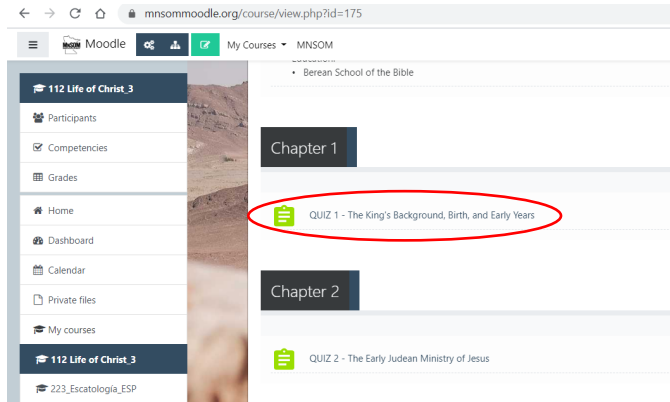 mnsommoodle.org/course/view.php?id=175
MNSOM Moodle My Courses MNSOM
Berean School of the Bible
112 Life of Christ_3
Participants
Competencies
Grades
Home
Dashboard
Calendar
Private files
My courses
112 Life of Christ_3
223_Escatología_ESP
Chapter 1
QUIZ 1 - The King's Background, Birth, and Early Years
Chapter 2
QUIZ 2 - The Early Judean Ministry of Jesus